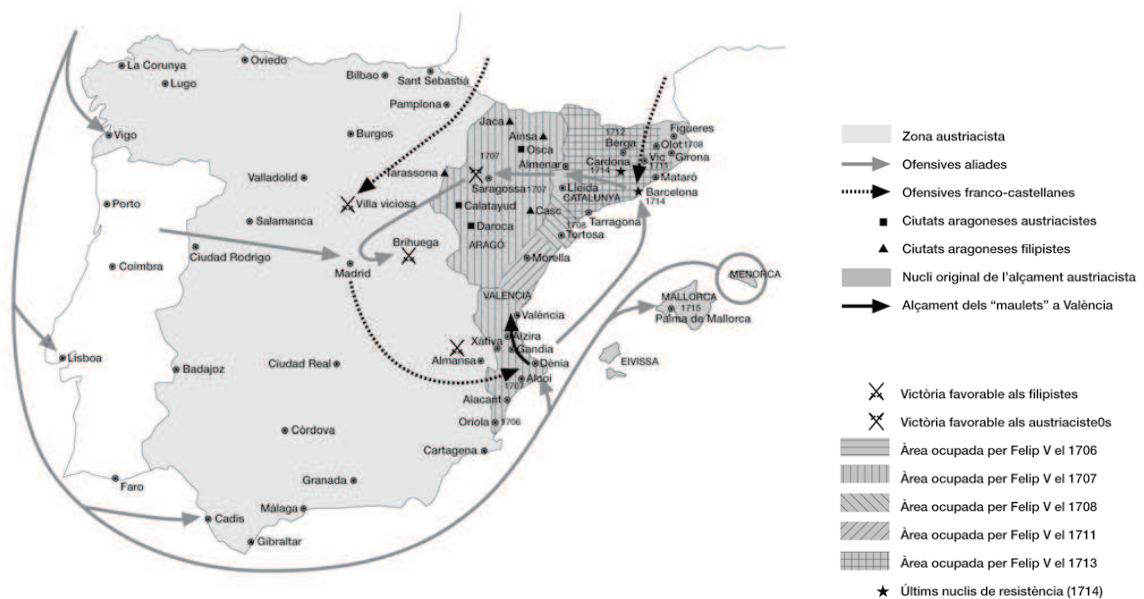 La Corunya
Oviedo
Lugo
Bilbao
Sant Sebastiá
Pamplona
Vigo
Burgos
Jaca
Ainsa
Osca
1707
1712
Berga
Figueres
Olot 1708
Vic
Girona
1711
Almenar
Cardona
1714
Mataró
Valladolid
Tarassona
Saragossa 1707
Lleida
CATALUNYA
Barcelona
1714
Porto
Villa viciosa
Calatayud
Casc
Tarragona
Salamanca
Daroca
1708
Tortosa
Ciudad Rodrigo
Brihuega
ARAGÓ
Coimbra
Madrid
Morella
MENORCA
VALENCIA
MALLORCA
1715
Palma de Mallorca
València
Xátiva
Alzira
Gandia
Lisboa
Almansa
Dènia
EIVISSA
Badajoz
Ciudad Real
Alcoi
1707
Alacant
Oriola 1706
Còrdova
Cartagena
Faro
Granada
Málaga
Cadis
Gibraltar
Zona austriacista
Ofensives aliades
Ofensives franco-castellanes
Ciutats aragoneses austriacistes
Ciutats aragoneses filipistes
Nucli original de l'alçament austriacista
Alçament dels "maulets" a València
Victòria favorable als filipistes
Victòria favorable als austriaciste0s
Àrea ocupada per Felip V el 1706
Àrea ocupada per Felip V el 1707
Àrea ocupada per Felip V el 1708
Àrea ocupada per Felip V el 1711
Àrea ocupada per Felip V el 1713
Últims nuclis de resistència (1714)